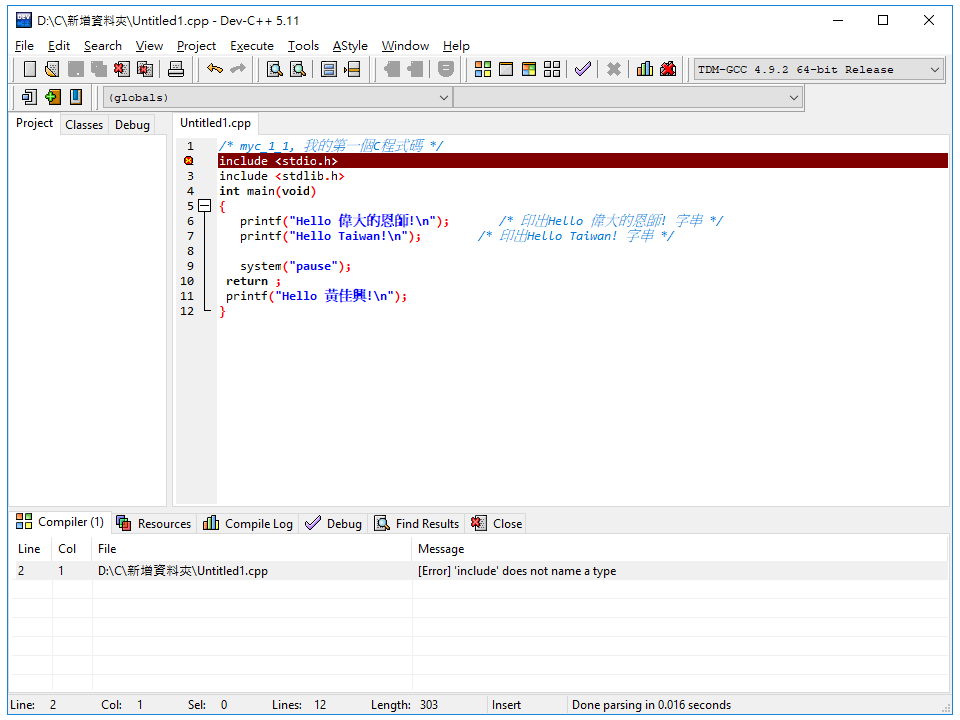 D:\C\新增資料夾\Untitled1.cpp - Dev-C++ 5.11
File Edit Search View Project Execute Tools AStyle Window Help
TDM-GCC 4.9.2 64-bit Release
(globals)
Project Classes Debug
Untitled1.cpp
1 /* myc_1_1, 我的第一個C程式碼 */
include <stdio.h>
3 include <stdlib.h>
4 int main(void)
5 {
6 printf("Hello 偉大的恩師!\n"); /* 印出Hello 偉大的恩師! 字串 */
7 printf("Hello Taiwan!\n"); /* 印出Hello Taiwan! 字串 */
8
9 system("pause");
10 return ;
11 printf("Hello 黃佳興!\n");
12 }
Compiler (1) Resources Compile Log Debug Find Results Close
Line Col File Message
2 1 D:\C\新增資料夾\Untitled1.cpp [Error] 'include' does not name a type
Line: 2 Col: 1 Sel: 0 Lines: 12 Length: 303 Insert Done parsing in 0.016 seconds